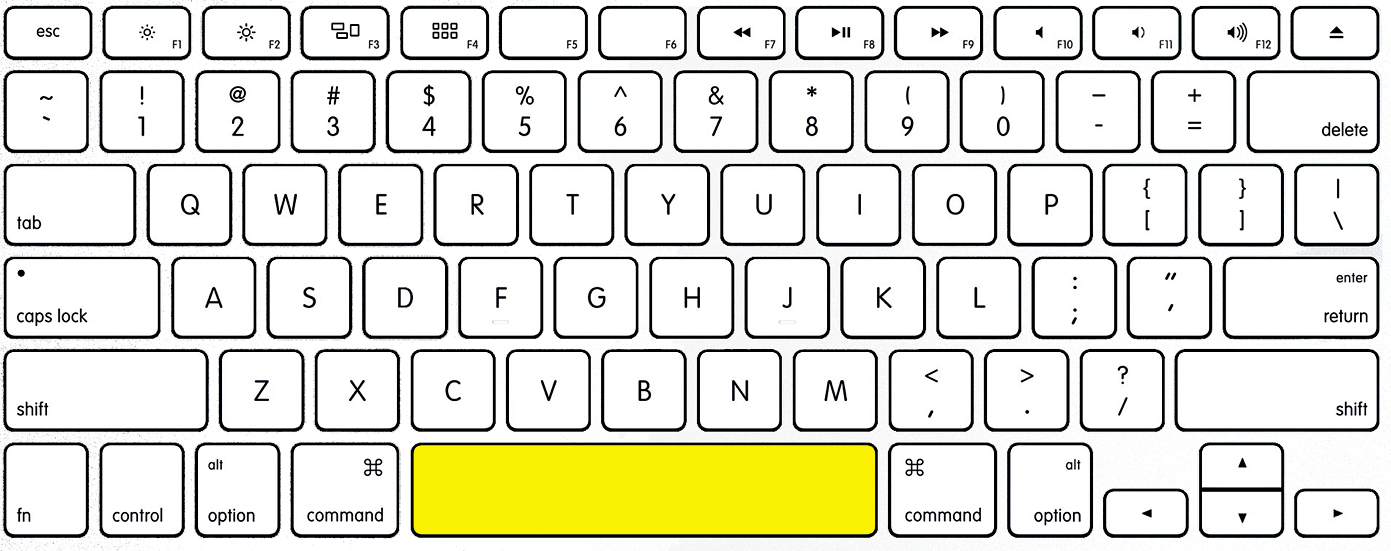 esc F1 F2 F3 F4 F5 F6 F7 F8 F9 F10 F11 F12
~ ! @ # $ % ^ & * ( ) – +
` 1 2 3 4 5 6 7 8 9 0 - = delete
tab Q W E R T Y U I O P { [ } ] | \
caps lock A S D F G H J K L : ; " ' enter return
shift Z X C V B N M < , > . ? / shift
fn control alt option ⌘ command ⌘ command alt option